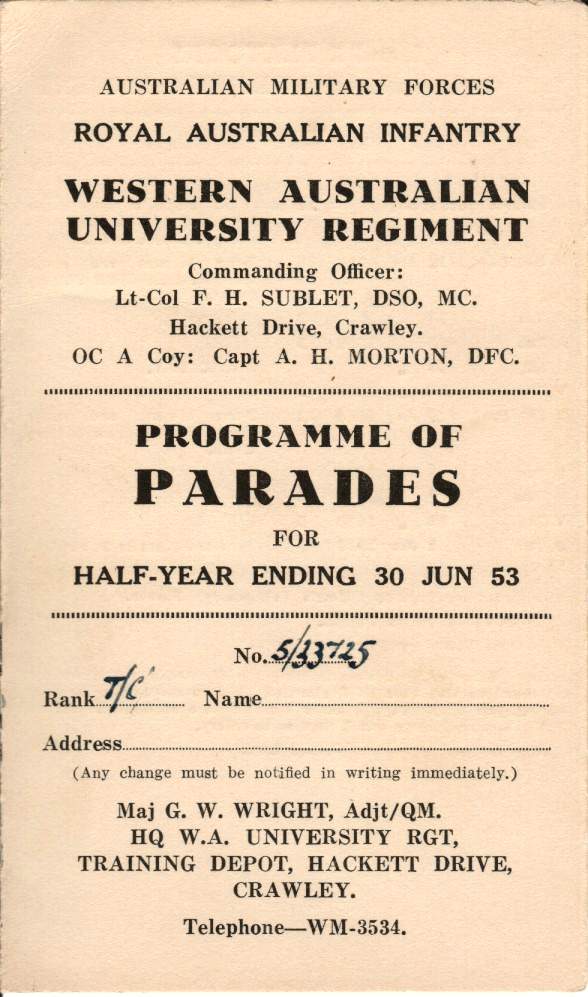 AUSTRALIAN MILITARY FORCES
ROYAL AUSTRALIAN INFANTRY
WESTERN AUSTRALIAN
UNIVERSITY REGIMENT
Commanding Officer:
Lt-Col F. H. SUBLET, DSO, MC.
Hackett Drive, Crawley.
OC A Coy: Capt A. H. MORTON, DFC.
PROGRAMME OF
PARADES
FOR
HALF-YEAR ENDING 30 JUN 53
No. 5/23725
Rank T/C Name
Address
(Any change must be notified in writing immediately.)
Maj G. W. WRIGHT, Adjt/QM.
HQ W.A. UNIVERSITY RGT,
TRAINING DEPOT, HACKETT DRIVE,
CRAWLEY.
Telephone—WM-3534.